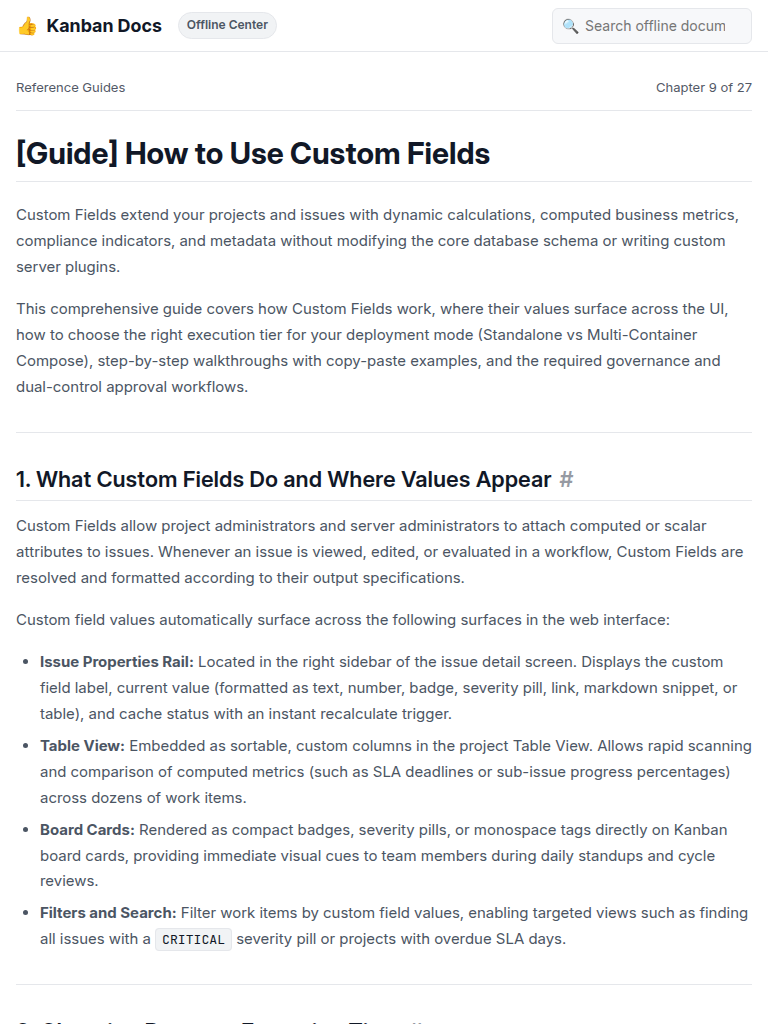 👍 Kanban Docs
Offline Center
🔍 Search offline docum
Reference Guides
Chapter 9 of 27
[Guide] How to Use Custom Fields
Custom Fields extend your projects and issues with dynamic calculations, computed business metrics,
compliance indicators, and metadata without modifying the core database schema or writing custom
server plugins.
This comprehensive guide covers how Custom Fields work, where their values surface across the UI,
how to choose the right execution tier for your deployment mode (Standalone vs Multi-Container
Compose), step-by-step walkthroughs with copy-paste examples, and the required governance and
dual-control approval workflows.
1. What Custom Fields Do and Where Values Appear #
Custom Fields allow project administrators and server administrators to attach computed or scalar
attributes to issues. Whenever an issue is viewed, edited, or evaluated in a workflow, Custom Fields are
resolved and formatted according to their output specifications.
Custom field values automatically surface across the following surfaces in the web interface:
• Issue Properties Rail: Located in the right sidebar of the issue detail screen. Displays the custom
field label, current value (formatted as text, number, badge, severity pill, link, markdown snippet, or
table), and cache status with an instant recalculate trigger.
• Table View: Embedded as sortable, custom columns in the project Table View. Allows rapid scanning
and comparison of computed metrics (such as SLA deadlines or sub-issue progress percentages)
across dozens of work items.
• Board Cards: Rendered as compact badges, severity pills, or monospace tags directly on Kanban
board cards, providing immediate visual cues to team members during daily standups and cycle
reviews.
• Filters and Search: Filter work items by custom field values, enabling targeted views such as finding
all issues with a CRITICAL severity pill or projects with overdue SLA days.